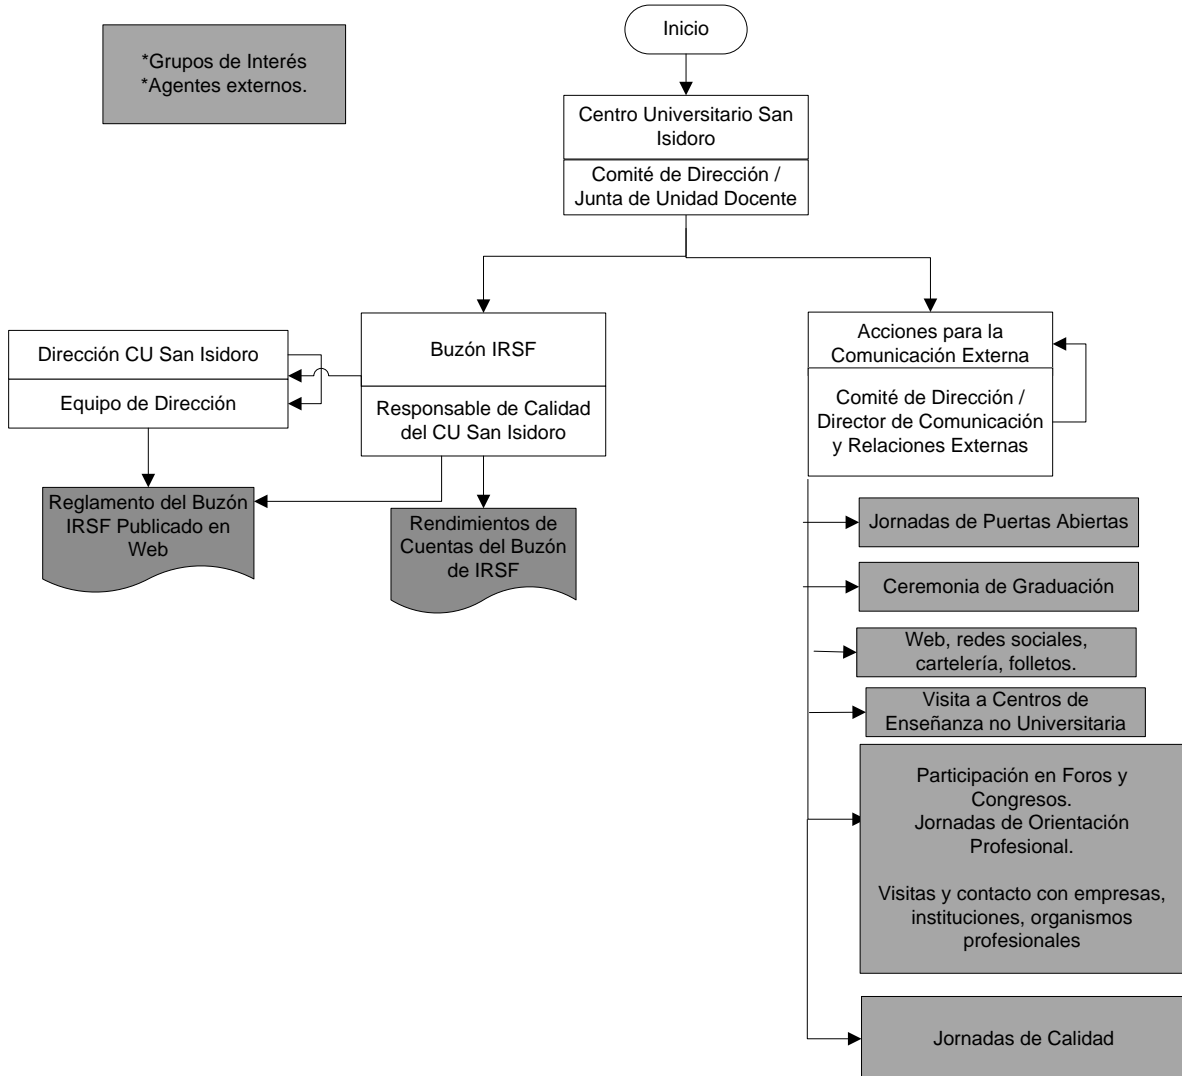 Inicio
*Grupos de Interés
*Agentes externos.
Centro Universitario San
Isidoro
Comité de Dirección /
Junta de Unidad Docente
Dirección CU San Isidoro
Equipo de Dirección
Buzón IRSF
Responsable de Calidad
del CU San Isidoro
Reglamento del Buzón
IRSF Publicado en
Web
Rendimientos de
Cuentas del Buzón
de IRSF
Acciones para la
Comunicación Externa
Comité de Dirección /
Director de Comunicación
y Relaciones Externas
Jornadas de Puertas Abiertas
Ceremonia de Graduación
Web, redes sociales,
cartelería, folletos.
Visita a Centros de
Enseñanza no Universitaria
Participación en Foros y
Congresos.
Jornadas de Orientación
Profesional.
Visitas y contacto con empresas,
instituciones, organismos
profesionales
Jornadas de Calidad